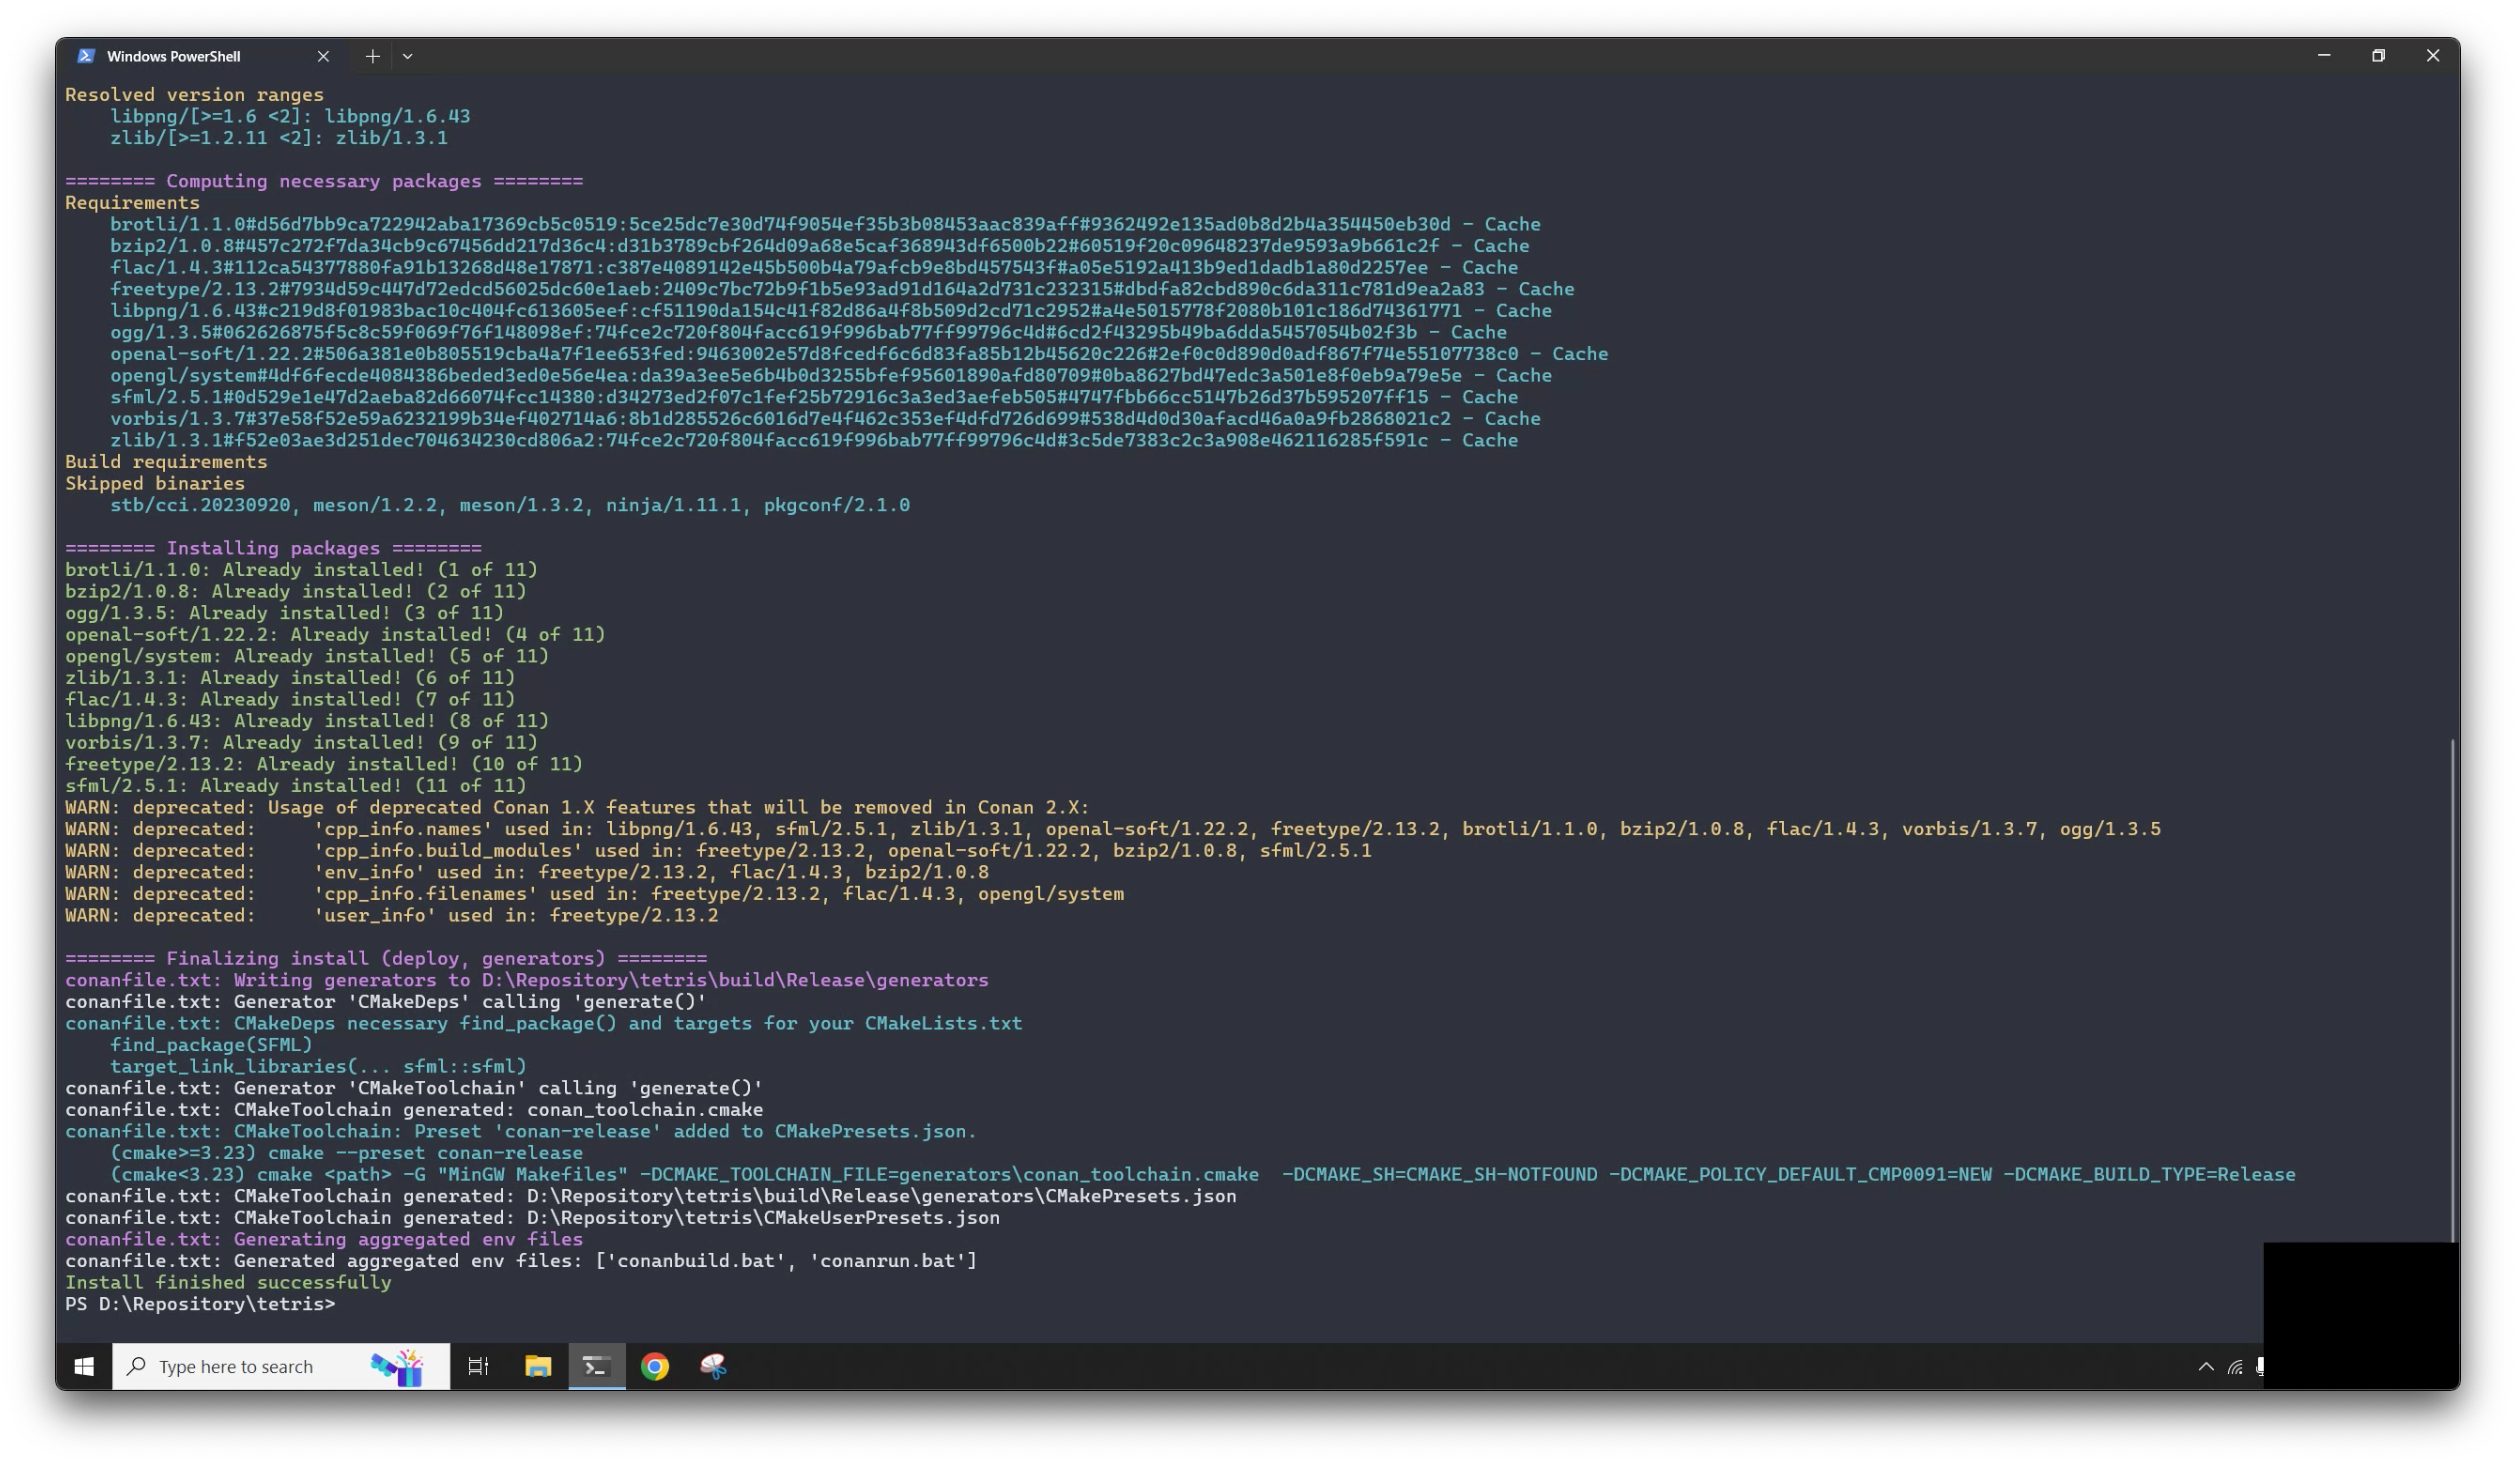 Windows PowerShell
Resolved version ranges
libpng/[>=1.6 <2]: libpng/1.6.43
zlib/[>=1.2.11 <2]: zlib/1.3.1
======== Computing necessary packages ========
Requirements
brotli/1.1.0#d56d7bb9ca722942aba17369cb5c0519:5ce25dc7e30d74f9054ef35b3b08453aac839aff#9362492e135ad0b8d2b4a354450eb30d - Cache
bzip2/1.0.8#457c272f7da34cb9c67456dd217d36c4:d31b3789cbf264d09a68e5caf368943df6500b22#60519f20c09648237de9593a9b661c2f - Cache
flac/1.4.3#112ca54377880fa91b13268d48e17871:c387e4089142e45b500b4a79afcb9e8bd457543f#a05e5192a413b9ed1dadb1a80d2257ee - Cache
freetype/2.13.2#7934d59c447d72edcd56025dc60e1aeb:2409c7bc72b9f1b5e93ad91d164a2d731c232315#dbdfa82cbd890c6da311c781d9ea2a83 - Cache
libpng/1.6.43#c219d8f01983bac10c404fc613605eef:cf51190da154c41f82d86a4f8b509d2cd71c2952#a4e5015778f2080b101c186d74361771 - Cache
ogg/1.3.5#062626875f5c8c59f069f76f148098ef:74fce2c720f804facc619f996bab77ff99796c4d#6cd2f43295b49ba6dda5457054b02f3b - Cache
openal-soft/1.22.2#506a381e0b805519cba4a7f1ee653fed:9463002e57d8fcedf6c6d83fa85b12b45620c226#2ef0c0d890d0adf867f74e55107738c0 - Cache
opengl/system#4df6fecde4084386beded3ed0e56e4ea:da39a3ee5e6b4b0d3255bfef95601890afd80709#0ba8627bd47edc3a501e8f0eb9a79e5e - Cache
sfml/2.5.1#0d529e1e47d2aeba82d66074fcc14380:d34273ed2f07c1fef25b72916c3a3ed3aefeb505#4747fbb66cc5147b26d37b595207ff15 - Cache
vorbis/1.3.7#37e58f52e59a6232199b34ef402714a6:8b1d285526c6016d7e4f462c353ef4dfd726d699#538d4d0d30afacd46a0a9fb2868021c2 - Cache
zlib/1.3.1#f52e03ae3d251dec704634230cd806a2:74fce2c720f804facc619f996bab77ff99796c4d#3c5de7383c2c3a908e462116285f591c - Cache
Build requirements
Skipped binaries
stb/cci.20230920, meson/1.2.2, meson/1.3.2, ninja/1.11.1, pkgconf/2.1.0
======== Installing packages ========
brotli/1.1.0: Already installed! (1 of 11)
bzip2/1.0.8: Already installed! (2 of 11)
ogg/1.3.5: Already installed! (3 of 11)
openal-soft/1.22.2: Already installed! (4 of 11)
opengl/system: Already installed! (5 of 11)
zlib/1.3.1: Already installed! (6 of 11)
flac/1.4.3: Already installed! (7 of 11)
libpng/1.6.43: Already installed! (8 of 11)
vorbis/1.3.7: Already installed! (9 of 11)
freetype/2.13.2: Already installed! (10 of 11)
sfml/2.5.1: Already installed! (11 of 11)
WARN: deprecated: Usage of deprecated Conan 1.X features that will be removed in Conan 2.X:
WARN: deprecated:     'cpp_info.names' used in: libpng/1.6.43, sfml/2.5.1, zlib/1.3.1, openal-soft/1.22.2, freetype/2.13.2, brotli/1.1.0, bzip2/1.0.8, flac/1.4.3, vorbis/1.3.7, ogg/1.3.5
WARN: deprecated:     'cpp_info.build_modules' used in: freetype/2.13.2, openal-soft/1.22.2, bzip2/1.0.8, sfml/2.5.1
WARN: deprecated:     'env_info' used in: freetype/2.13.2, flac/1.4.3, bzip2/1.0.8
WARN: deprecated:     'cpp_info.filenames' used in: freetype/2.13.2, flac/1.4.3, opengl/system
WARN: deprecated:     'user_info' used in: freetype/2.13.2
======== Finalizing install (deploy, generators) ========
conanfile.txt: Writing generators to D:\Repository\tetris\build\Release\generators
conanfile.txt: Generator 'CMakeDeps' calling 'generate()'
conanfile.txt: CMakeDeps necessary find_package() and targets for your CMakeLists.txt
find_package(SFML)
target_link_libraries(... sfml::sfml)
conanfile.txt: Generator 'CMakeToolchain' calling 'generate()'
conanfile.txt: CMakeToolchain generated: conan_toolchain.cmake
conanfile.txt: CMakeToolchain: Preset 'conan-release' added to CMakePresets.json.
(cmake>=3.23) cmake --preset conan-release
(cmake<3.23) cmake <path> -G "MinGW Makefiles" -DCMAKE_TOOLCHAIN_FILE=generators\conan_toolchain.cmake  -DCMAKE_SH=CMAKE_SH-NOTFOUND -DCMAKE_POLICY_DEFAULT_CMP0091=NEW -DCMAKE_BUILD_TYPE=Release
conanfile.txt: CMakeToolchain generated: D:\Repository\tetris\build\Release\generators\CMakePresets.json
conanfile.txt: CMakeToolchain generated: D:\Repository\tetris\CMakeUserPresets.json
conanfile.txt: Generating aggregated env files
conanfile.txt: Generated aggregated env files: ['conanbuild.bat', 'conanrun.bat']
Install finished successfully
PS D:\Repository\tetris>
Type here to search